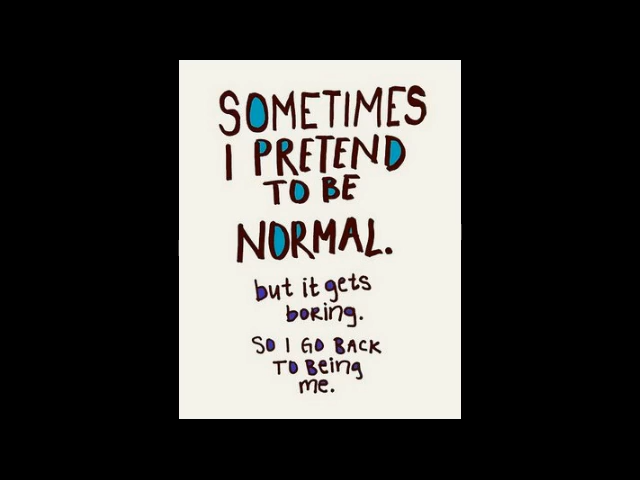 SOMETIMES
I PRETEND
TO BE
NORMAL.
but it gets
boring.
SO I GO BACK
TO Being
me.